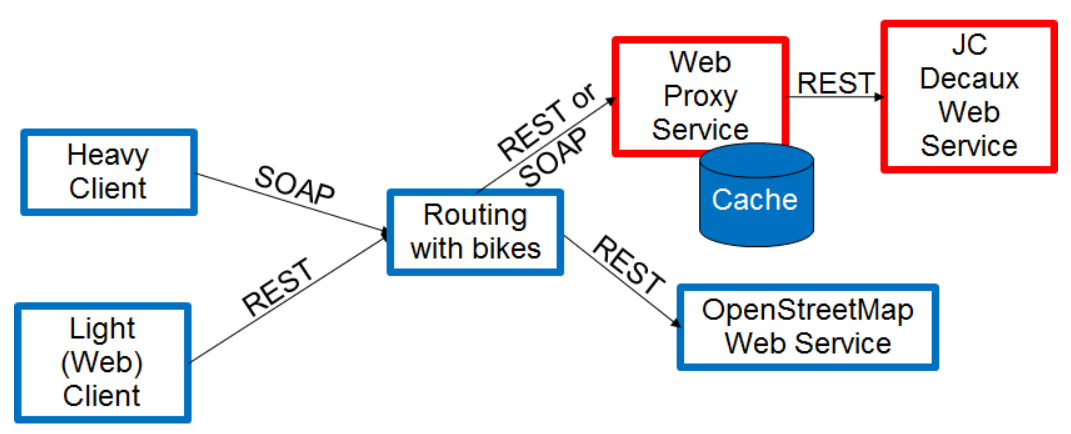 Heavy
Client
SOAP
REST
Light
(Web)
Client
Routing
with bikes
REST or
SOAP
REST
Web
Proxy
Service
Cache
REST
JC
Decaux
Web
Service
OpenStreetMap
Web Service